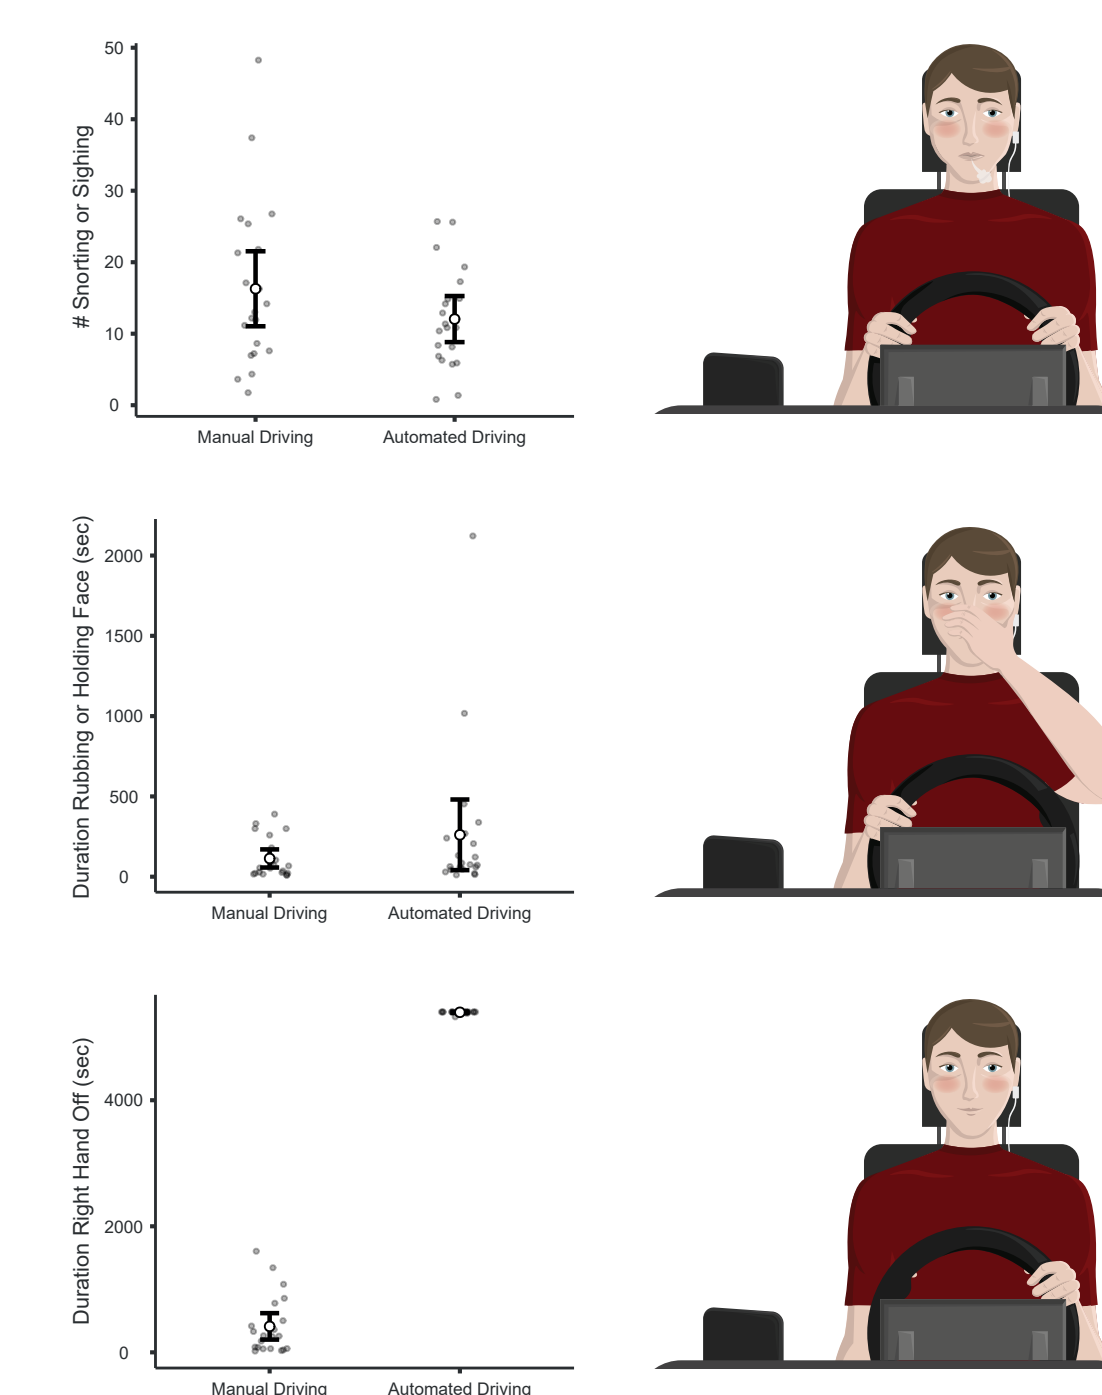 # Snorting or Sighing
50
40
30
20
10
0
Manual Driving
Automated Driving
Duration Rubbing or Holding Face (sec)
2000
1500
1000
500
0
Manual Driving
Automated Driving
Duration Right Hand Off (sec)
4000
2000
0
Manual Driving
Automated Driving